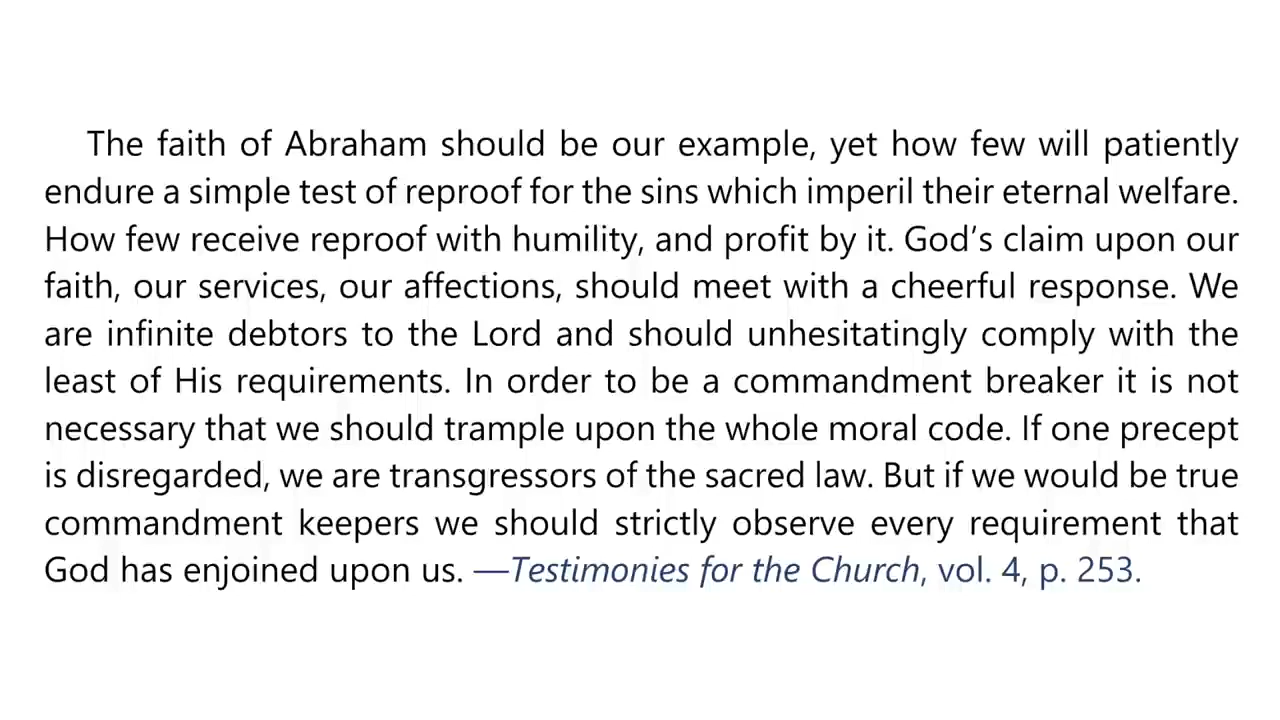 The faith of Abraham should be our example, yet how few will patiently
endure a simple test of reproof for the sins which imperil their eternal welfare.
How few receive reproof with humility, and profit by it. God’s claim upon our
faith, our services, our affections, should meet with a cheerful response. We
are infinite debtors to the Lord and should unhesitatingly comply with the
least of His requirements. In order to be a commandment breaker it is not
necessary that we should trample upon the whole moral code. If one precept
is disregarded, we are transgressors of the sacred law. But if we would be true
commandment keepers we should strictly observe every requirement that
God has enjoined upon us. —Testimonies for the Church, vol. 4, p. 253.